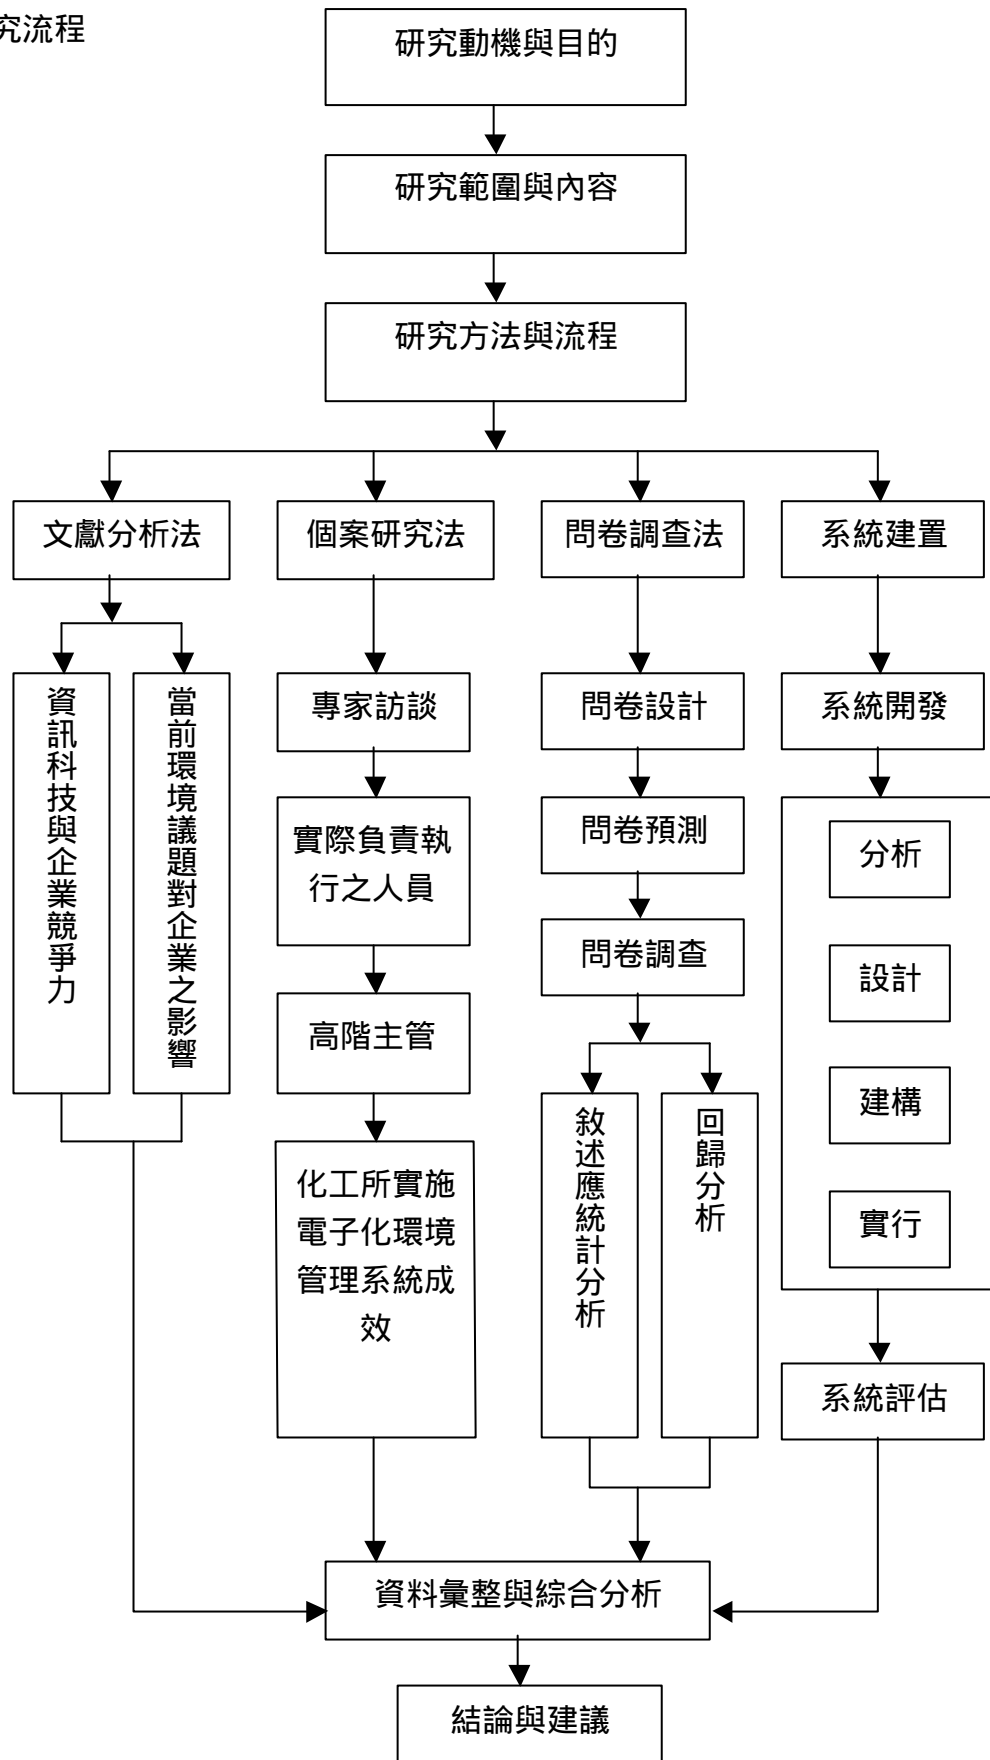 究流程
研究動機與目的
研究範圍與內容
研究方法與流程
文獻分析法
個案研究法
問卷調查法
系統建置
資訊科技與企業競爭力
當前環境議題對企業之影響
專家訪談
實際負責執
行之人員
高階主管
化工所實施
電子化環境
管理系統成
效
問卷設計
問卷預測
問卷調查
敘述應統計分析
回歸分析
系統開發
分析
設計
建構
實行
系統評估
資料彙整與綜合分析
結論與建議